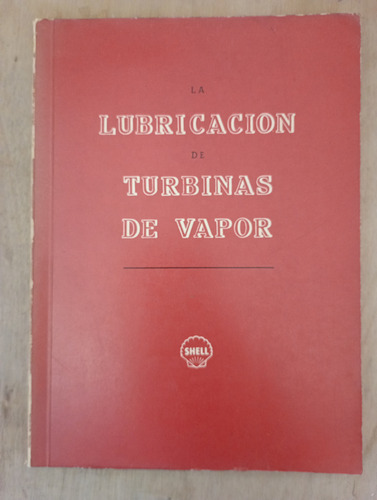 LA
LUBRICACION
DE
TURBINAS
DE VAPOR
SHELL